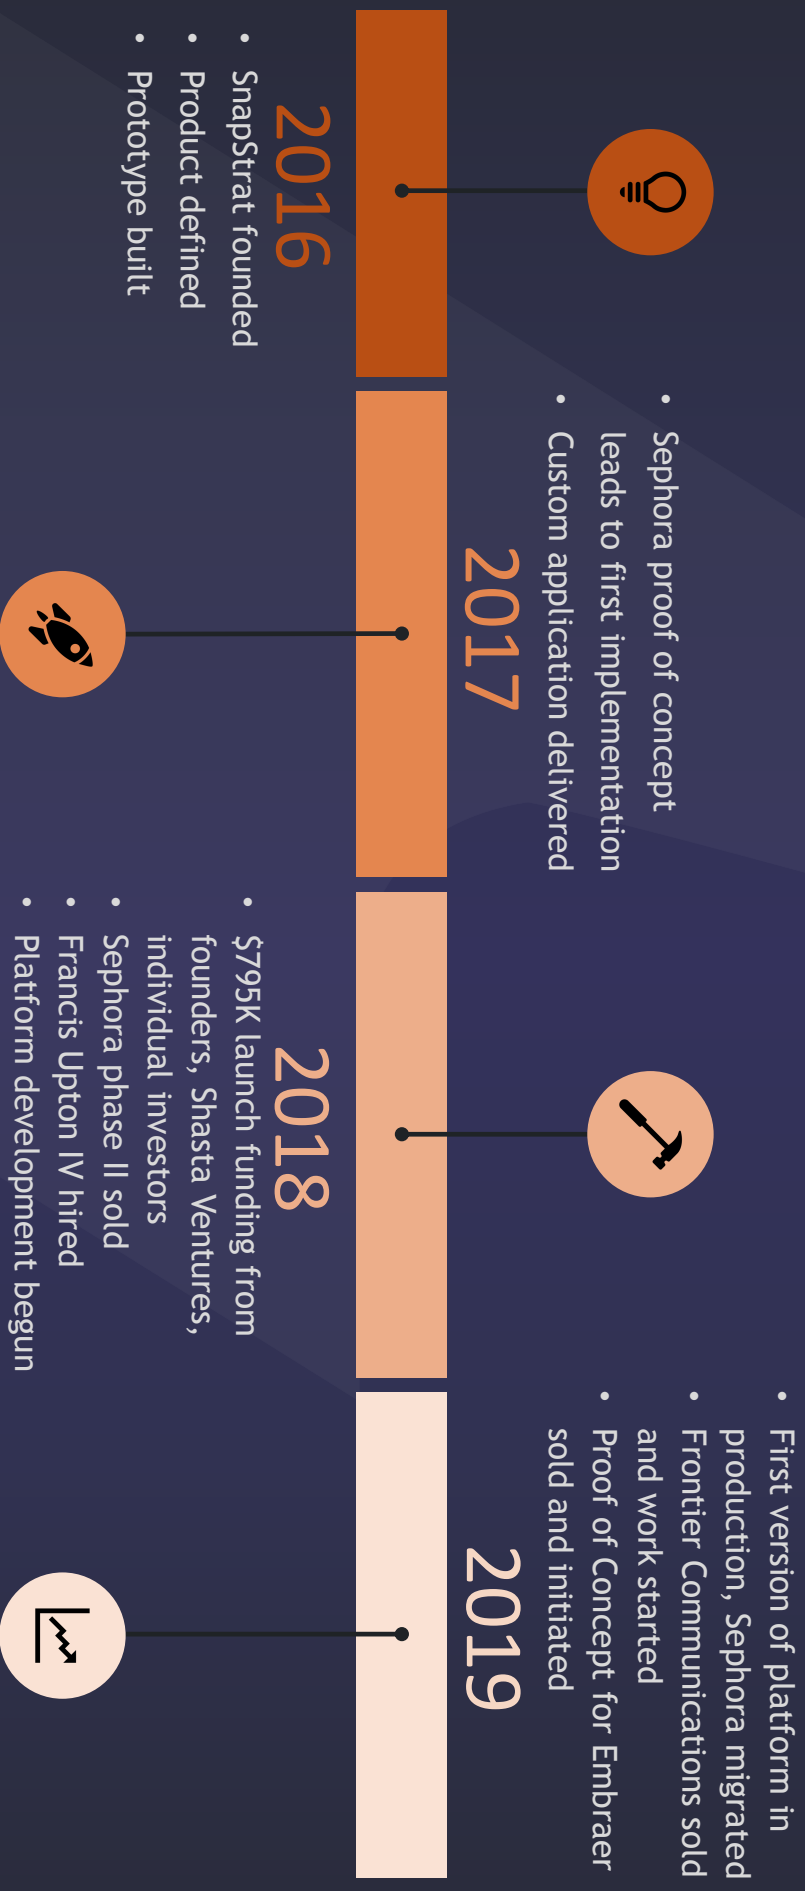 2016
• SnapStrat founded
• Product defined
• Prototype built
• Sephora proof of concept
leads to first implementation
• Custom application delivered
2017
2018
• $795K launch funding from
founders, Shasta Ventures,
individual investors
• Sephora phase II sold
• Francis Upton IV hired
• Platform development begun
• First version of platform in
production, Sephora migrated
• Frontier Communications sold
and work started
• Proof of Concept for Embraer
sold and initiated
2019